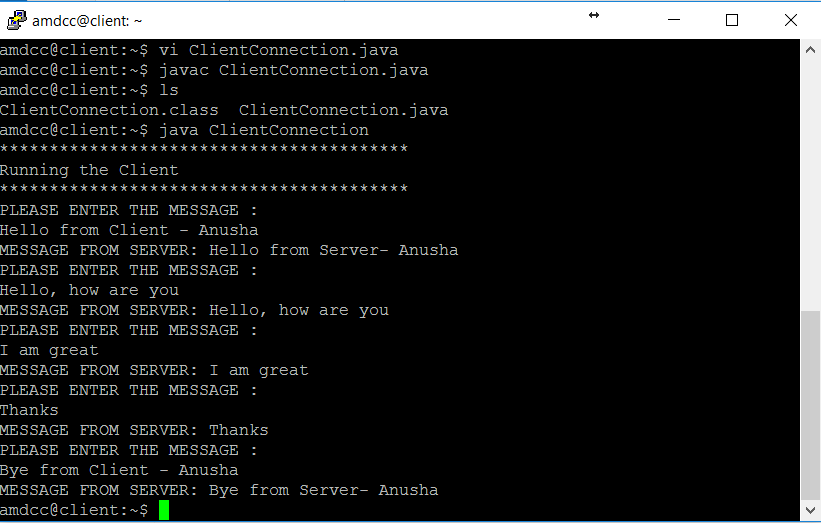 amdcc@client: ~
amdcc@client:~$ vi ClientConnection.java
amdcc@client:~$ javac ClientConnection.java
amdcc@client:~$ ls
ClientConnection.class  ClientConnection.java
amdcc@client:~$ java ClientConnection
*****************************************
Running the Client
*****************************************
PLEASE ENTER THE MESSAGE :
Hello from Client - Anusha
MESSAGE FROM SERVER: Hello from Server- Anusha
PLEASE ENTER THE MESSAGE :
Hello, how are you
MESSAGE FROM SERVER: Hello, how are you
PLEASE ENTER THE MESSAGE :
I am great
MESSAGE FROM SERVER: I am great
PLEASE ENTER THE MESSAGE :
Thanks
MESSAGE FROM SERVER: Thanks
PLEASE ENTER THE MESSAGE :
Bye from Client - Anusha
MESSAGE FROM SERVER: Bye from Server- Anusha
amdcc@client:~$